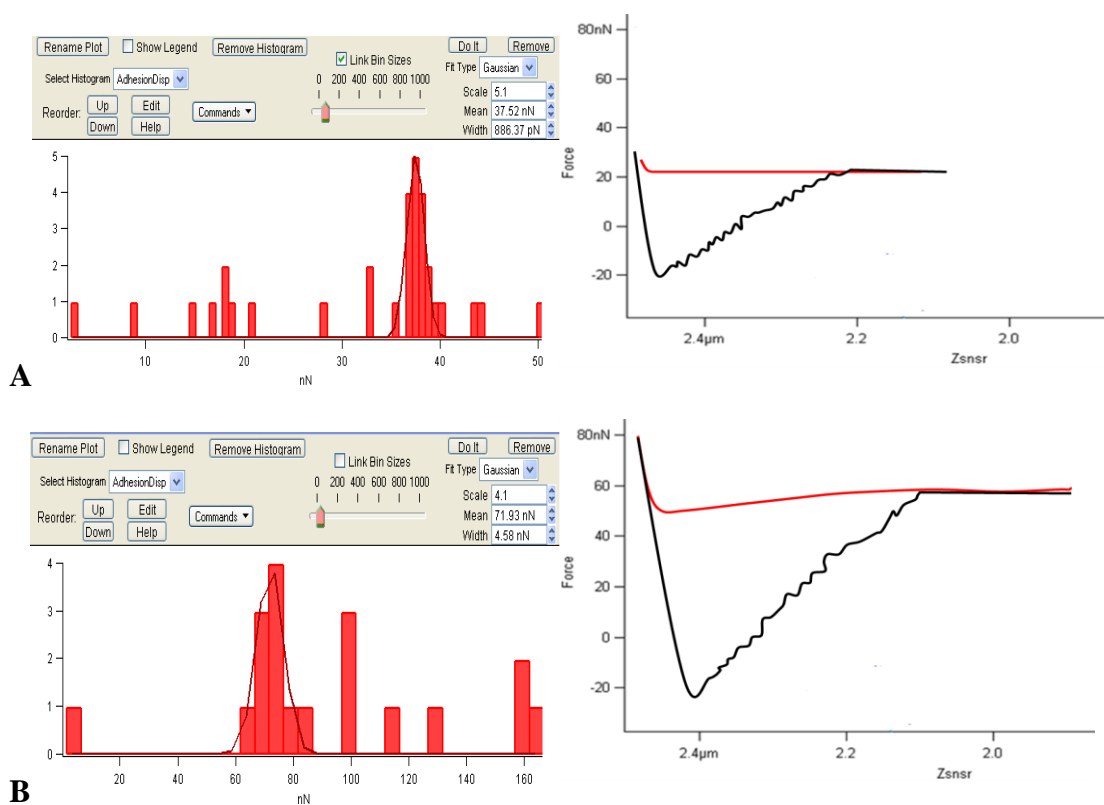 Rename Plot Show Legend Remove Histogram Do It Remove
Link Bin Sizes
Fit Type Gaussian
Select Histogram AdhesionDisp
0 200 400 600 800 1000
Scale 5.1
Reorder: Up Edit Commands
Mean 37.52 nN
Down Help
Width 886.37 pN
5
4
3
2
1
0
10 20 30 40 50
nN
A
80nN
60
40
20
0
-20
Force
2.4µm 2.2 2.0
Zsnsr
Rename Plot Show Legend Remove Histogram Do It Remove
Link Bin Sizes
Fit Type Gaussian
Select Histogram AdhesionDisp
0 200 400 600 800 1000
Scale 4.1
Reorder: Up Edit Commands
Mean 71.93 nN
Down Help
Width 4.58 nN
4
3
2
1
0
20 40 60 80 100 120 140 160
nN
B
80nN
60
40
20
0
-20
Force
2.4µm 2.2 2.0
Zsnsr